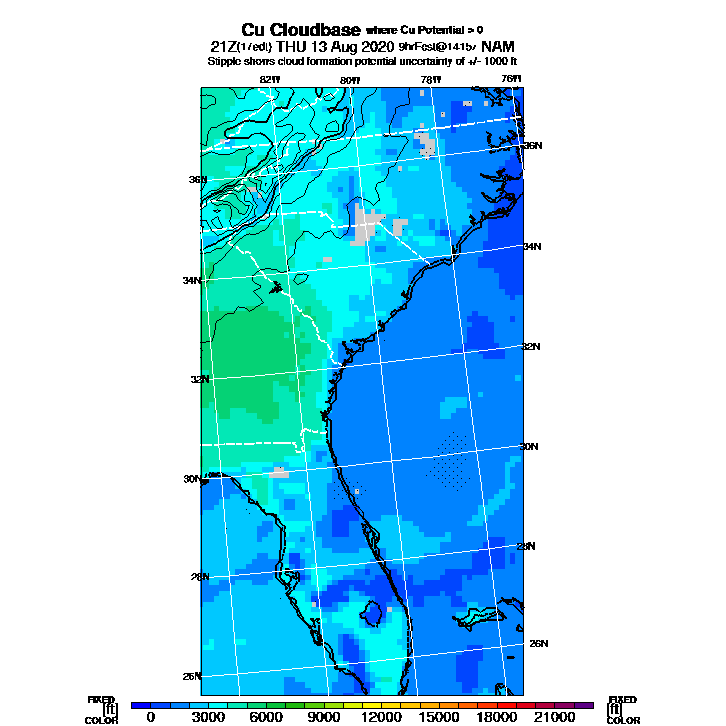 Cu Cloudbase where Cu Potential > 0
21Z(17edt) THU 13 Aug 2020 9hrFcst@1415z NAM
Stipple shows cloud formation potential uncertainty of +/- 1000 ft
82W 80W 78W 76W
36N
36N
34N
34N
32N
32N
30N
30N
28N
28N
26N
26N
FIXED
[ft]
COLOR
0 3000 6000 9000 12000 15000 18000 21000
FIXED
[ft]
COLOR